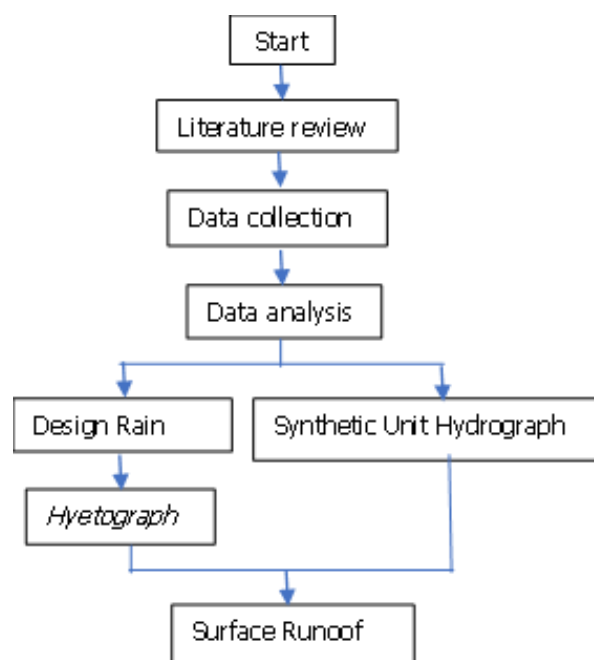 Start
Literature review
Data collection
Data analysis
Design Rain
Synthetic Unit Hydrograph
Hyetograph
Surface Runoof